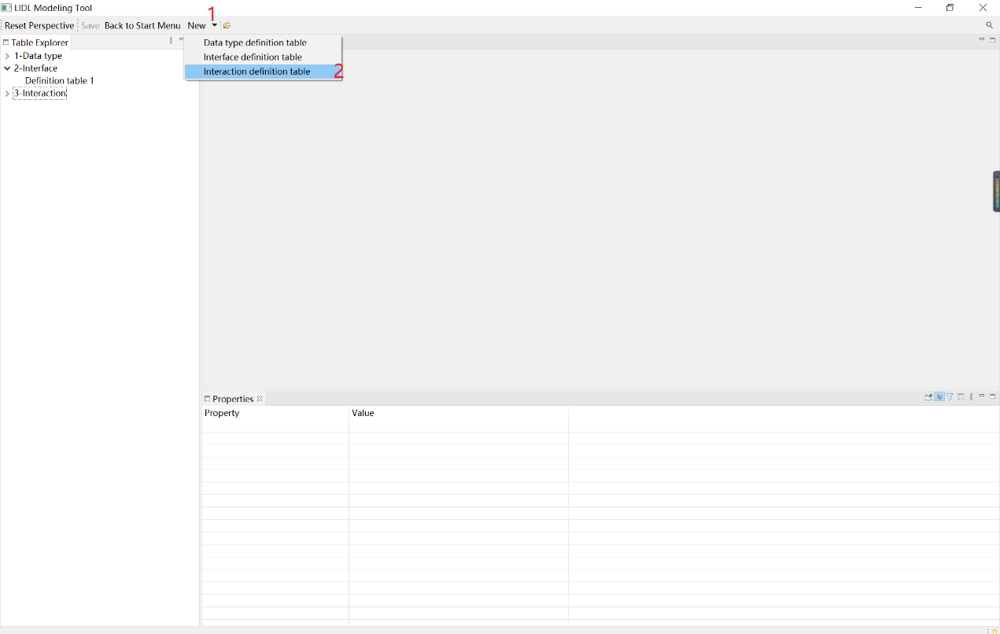 LIDL Modeling Tool
1
Reset Perspective Save Back to Start Menu New
Table Explorer
Data type definition table
1-Data type
Interface definition table
2-Interface
Interaction definition table 2
Definition table 1
3-Interaction
Properties
Property Value